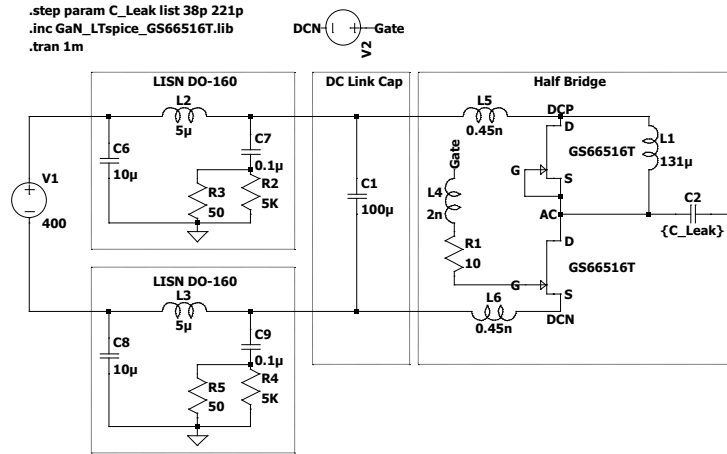 .step param C_Leak list 38p 221p
.inc GaN_LTspice_GS66516T.lib
.tran 1m
DCN
Gate
V2
LISN DO-160
DC Link Cap
Half Bridge
L2
5µ
C6
10µ
C7
0.1µ
R3
50
R2
5K
V1
400
C1
100µ
L5
0.45n
DCP
D
G
S
GS66516T
L1
131µ
Gate
L4
2n
R1
10
AC
C2
{C_Leak}
D
G
S
GS66516T
L6
0.45n
DCN
LISN DO-160
L3
5µ
C8
10µ
C9
0.1µ
R5
50
R4
5K